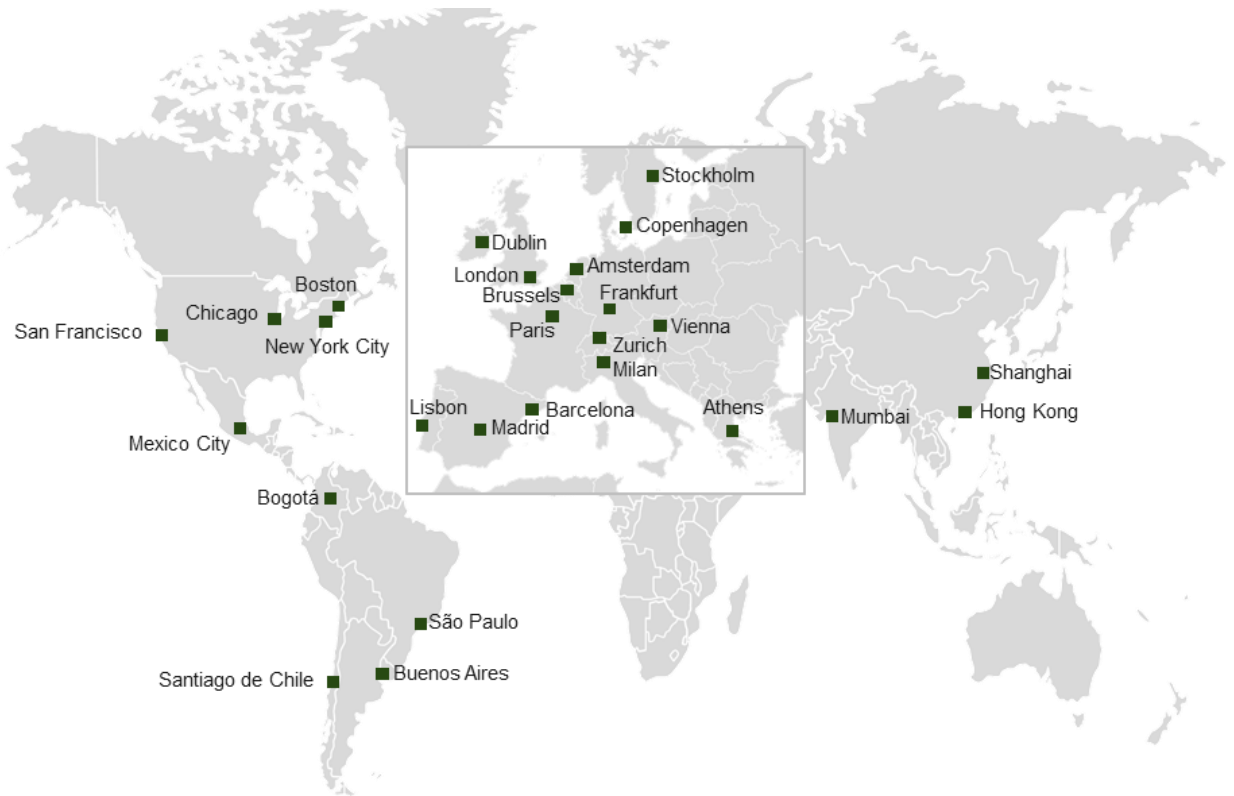 Stockholm
Copenhagen
Dublin
Amsterdam
London
Brussels
Frankfurt
Boston
Chicago
Paris
Vienna
San Francisco
New York City
Zurich
Milan
Shanghai
Lisbon
Barcelona
Athens
Hong Kong
Mumbai
Madrid
Mexico City
Bogotá
São Paulo
Buenos Aires
Santiago de Chile